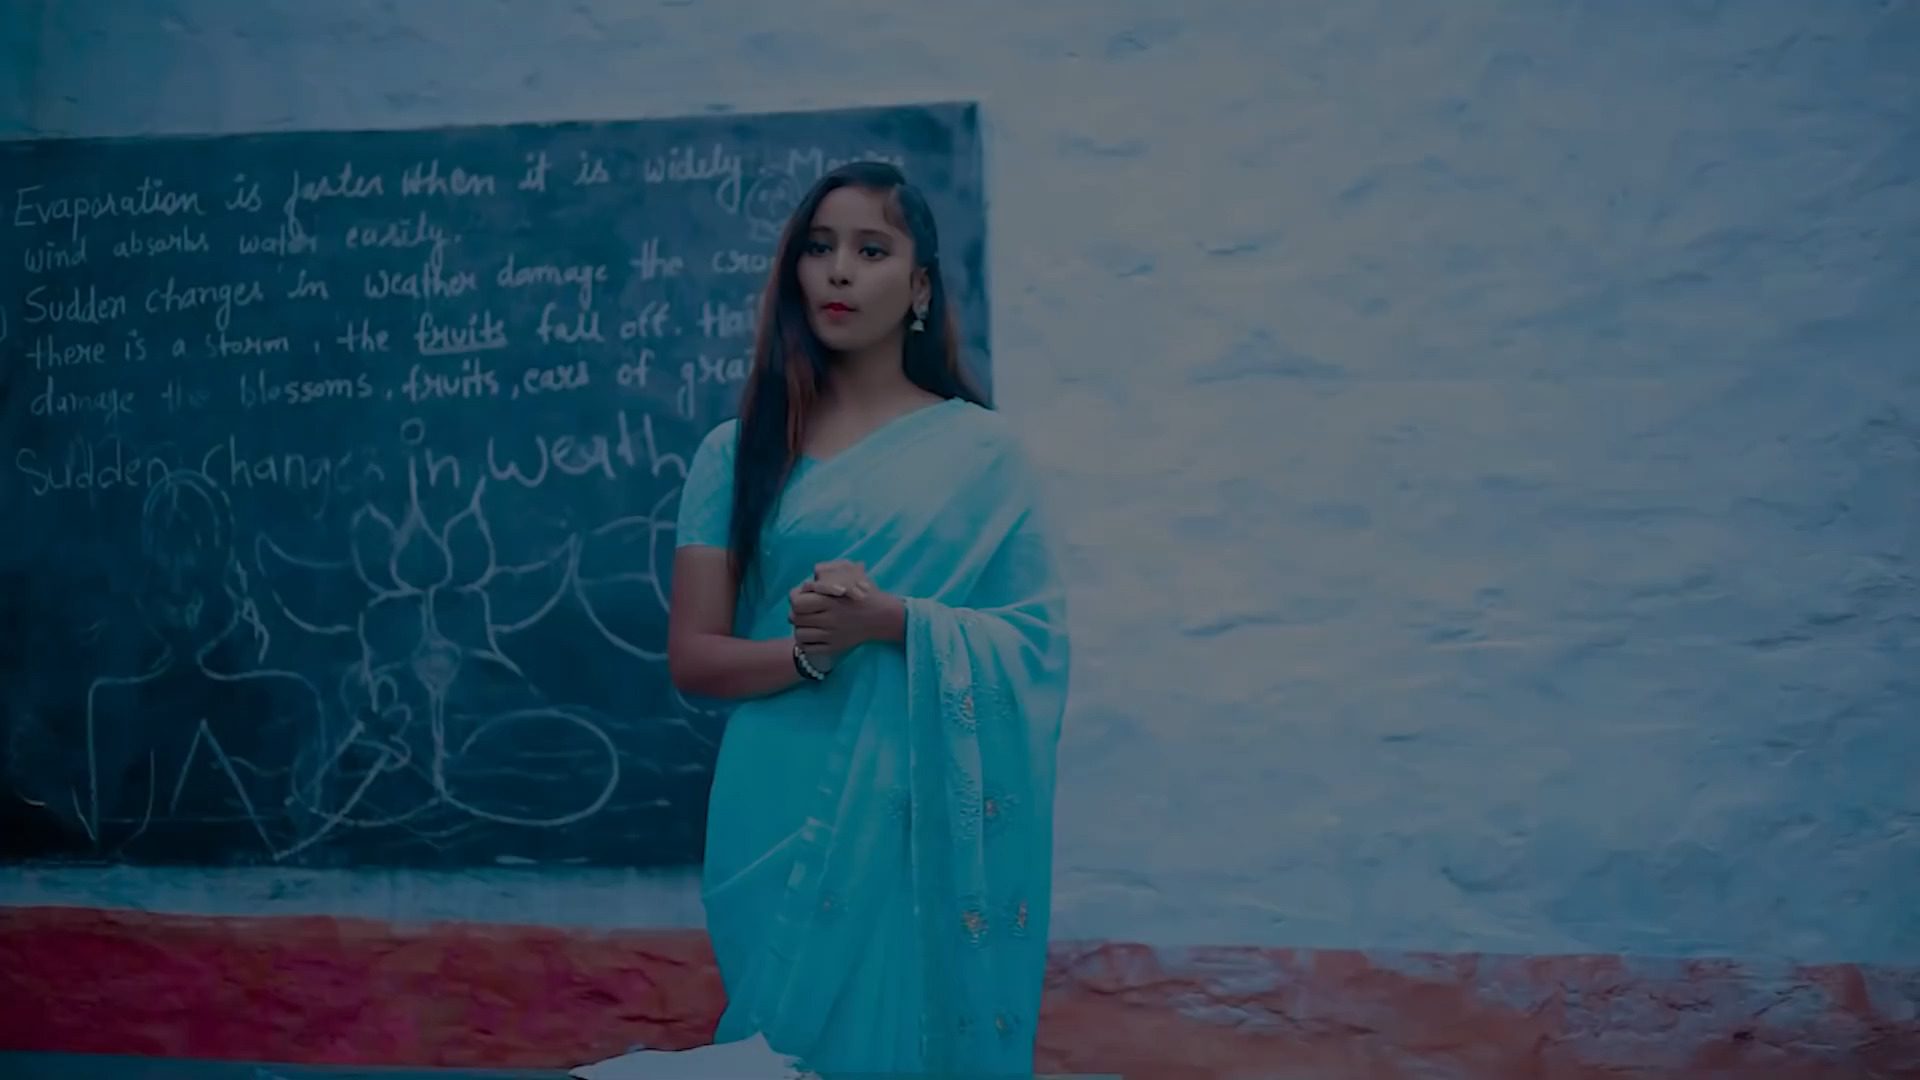 Evaporation is faster when it is widely.
wind absorbs water easily.
Sudden changes in weather damage the
there is a storm, the fruits fall off.
damage the blossoms, fruits, ears of
Sudden Changes in Weath